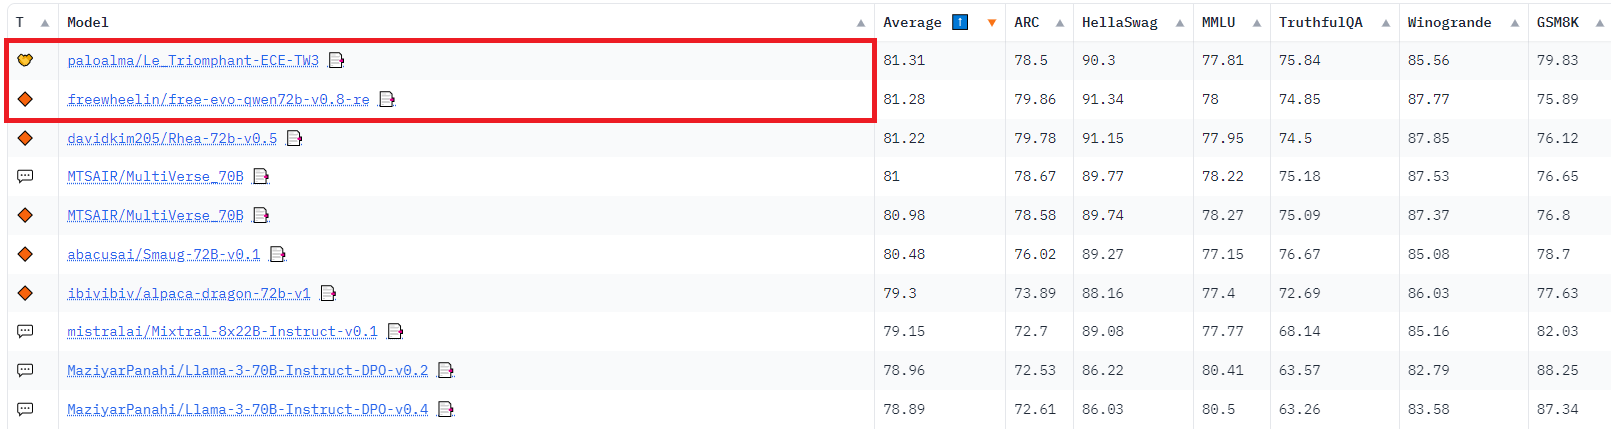 T Model Average ARC HellaSwag MMLU TruthfulQA Winogrande GSM8K
paloalma/Le_Triomphant-ECE-TW3 81.31 78.5 90.3 77.81 75.84 85.56 79.83
freewheelin/free-evo-qwen72b-v0.8-re 81.28 79.86 91.34 78 74.85 87.77 75.89
davidkim205/Rhea-72b-v0.5 81.22 79.78 91.15 77.95 74.5 87.85 76.12
MTSAIR/MultiVerse_70B 81 78.67 89.77 78.22 75.18 87.53 76.65
MTSAIR/MultiVerse_70B 80.98 78.58 89.74 78.27 75.09 87.37 76.8
abacusai/Smaug-72B-v0.1 80.48 76.02 89.27 77.15 76.67 85.08 78.7
ibivibiv/alpaca-dragon-72b-v1 79.3 73.89 88.16 77.4 72.69 86.03 77.63
mistralai/Mixtral-8x22B-Instruct-v0.1 79.15 72.7 89.08 77.77 68.14 85.16 82.03
MaziyarPanahi/Llama-3-70B-Instruct-DPO-v0.2 78.96 72.53 86.22 80.41 63.57 82.79 88.25
MaziyarPanahi/Llama-3-70B-Instruct-DPO-v0.4 78.89 72.61 86.03 80.5 63.26 83.58 87.34